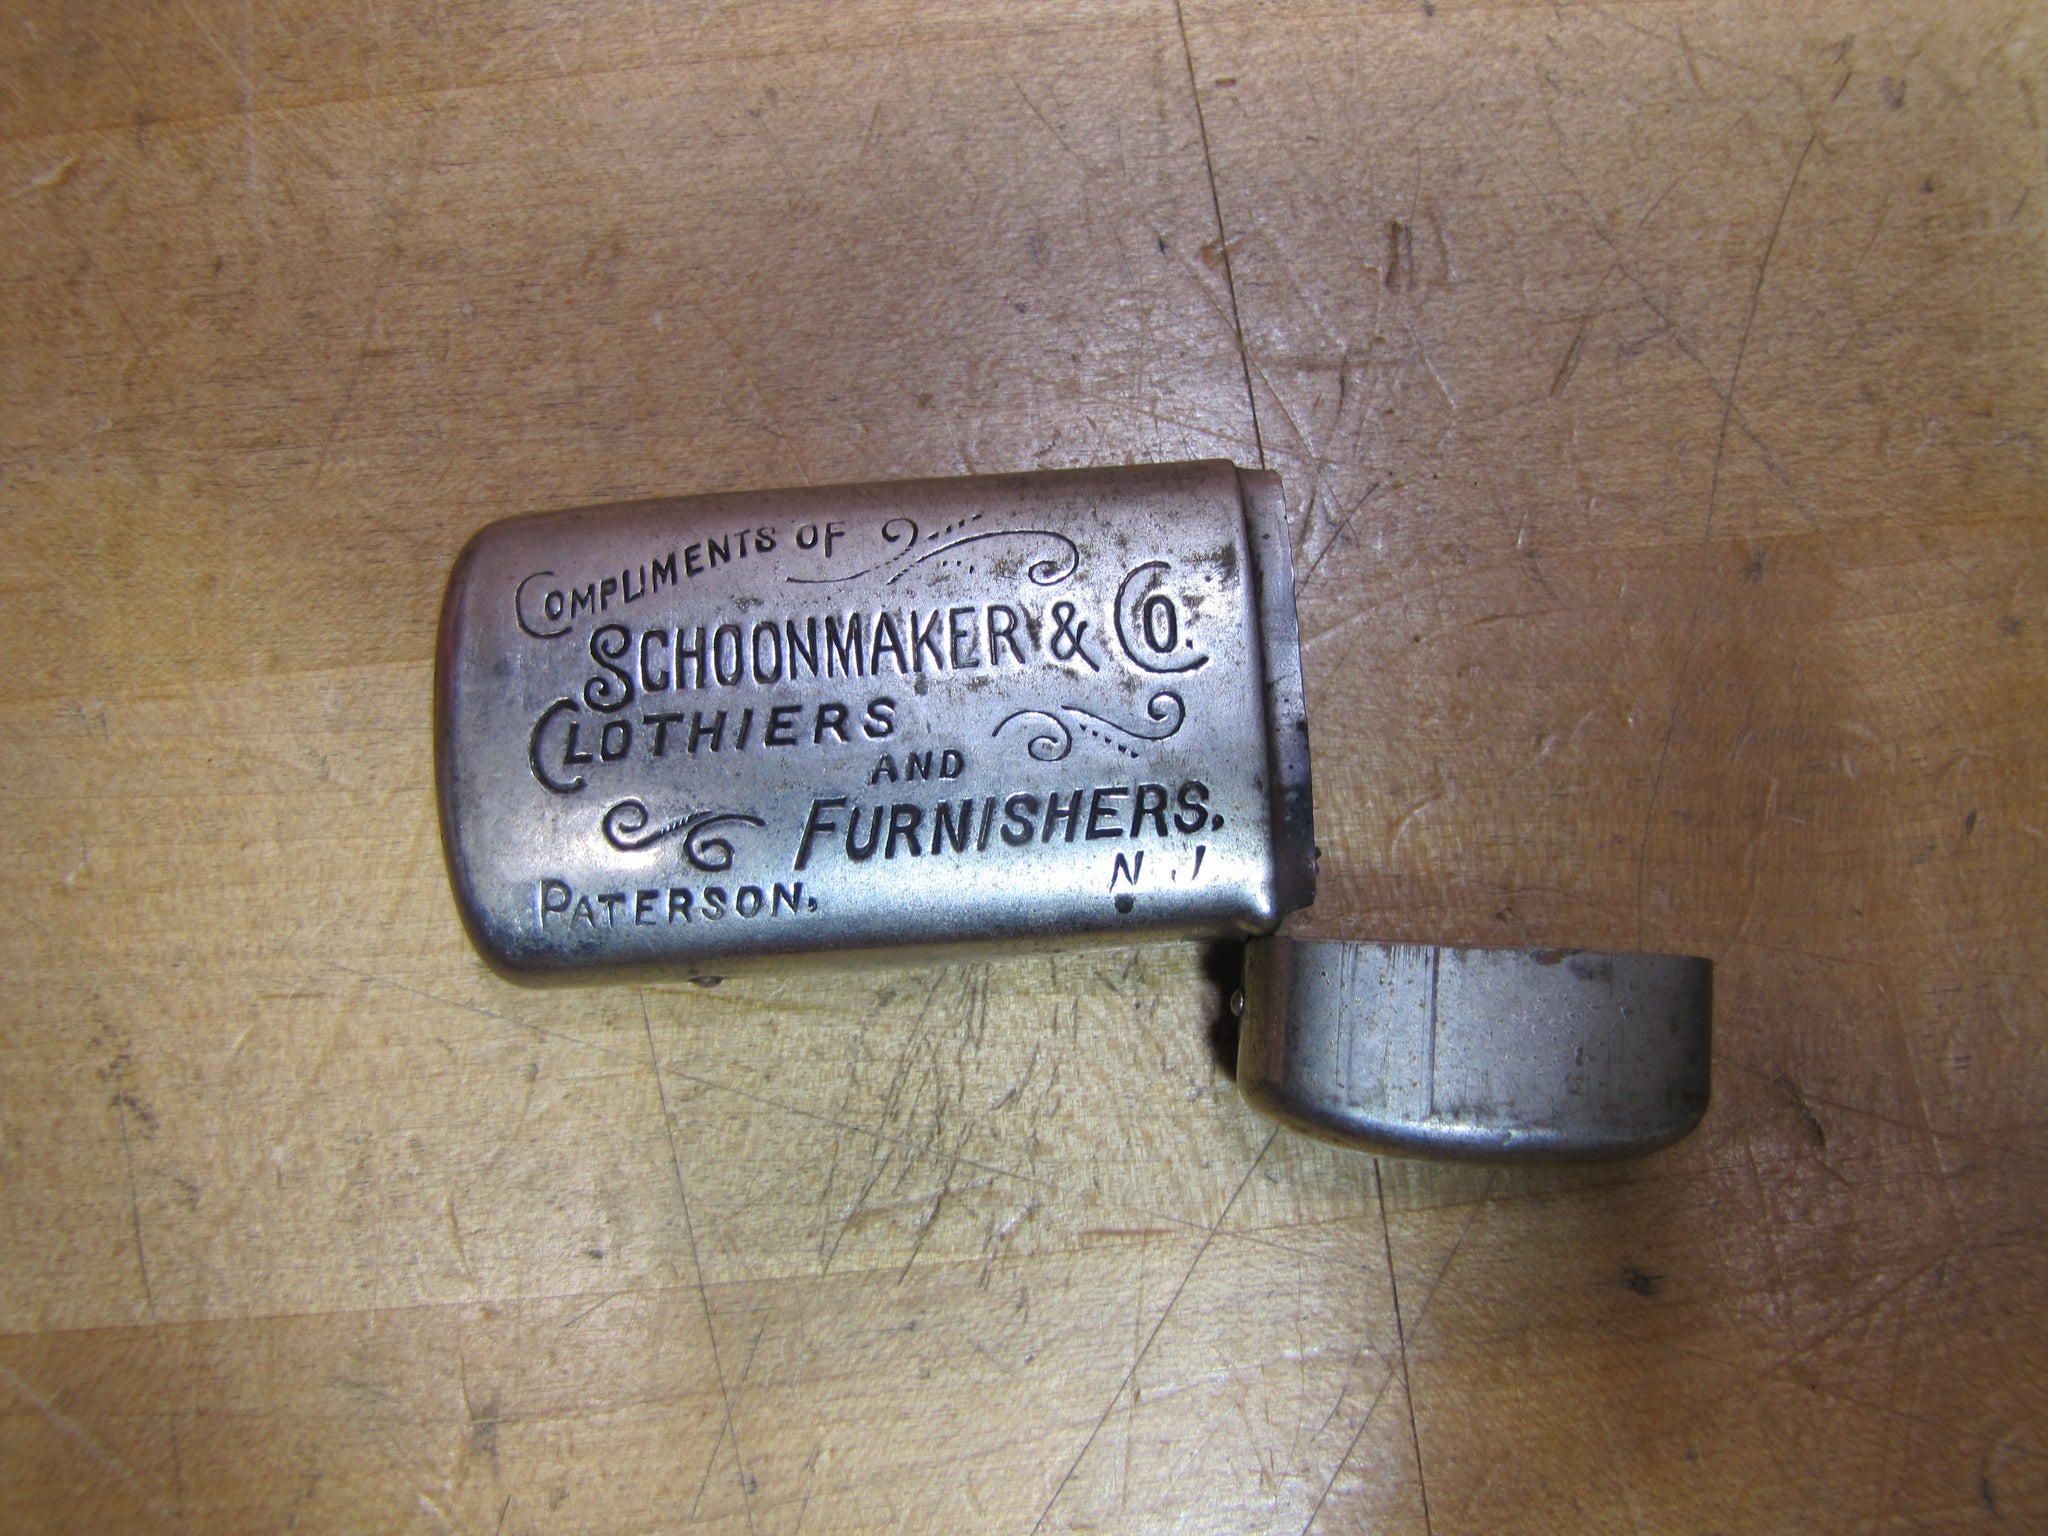 COMPLIMENTS OF
SCHOONMAKER & CO.
CLOTHIERS
AND
FURNISHERS,
PATERSON, N.J.